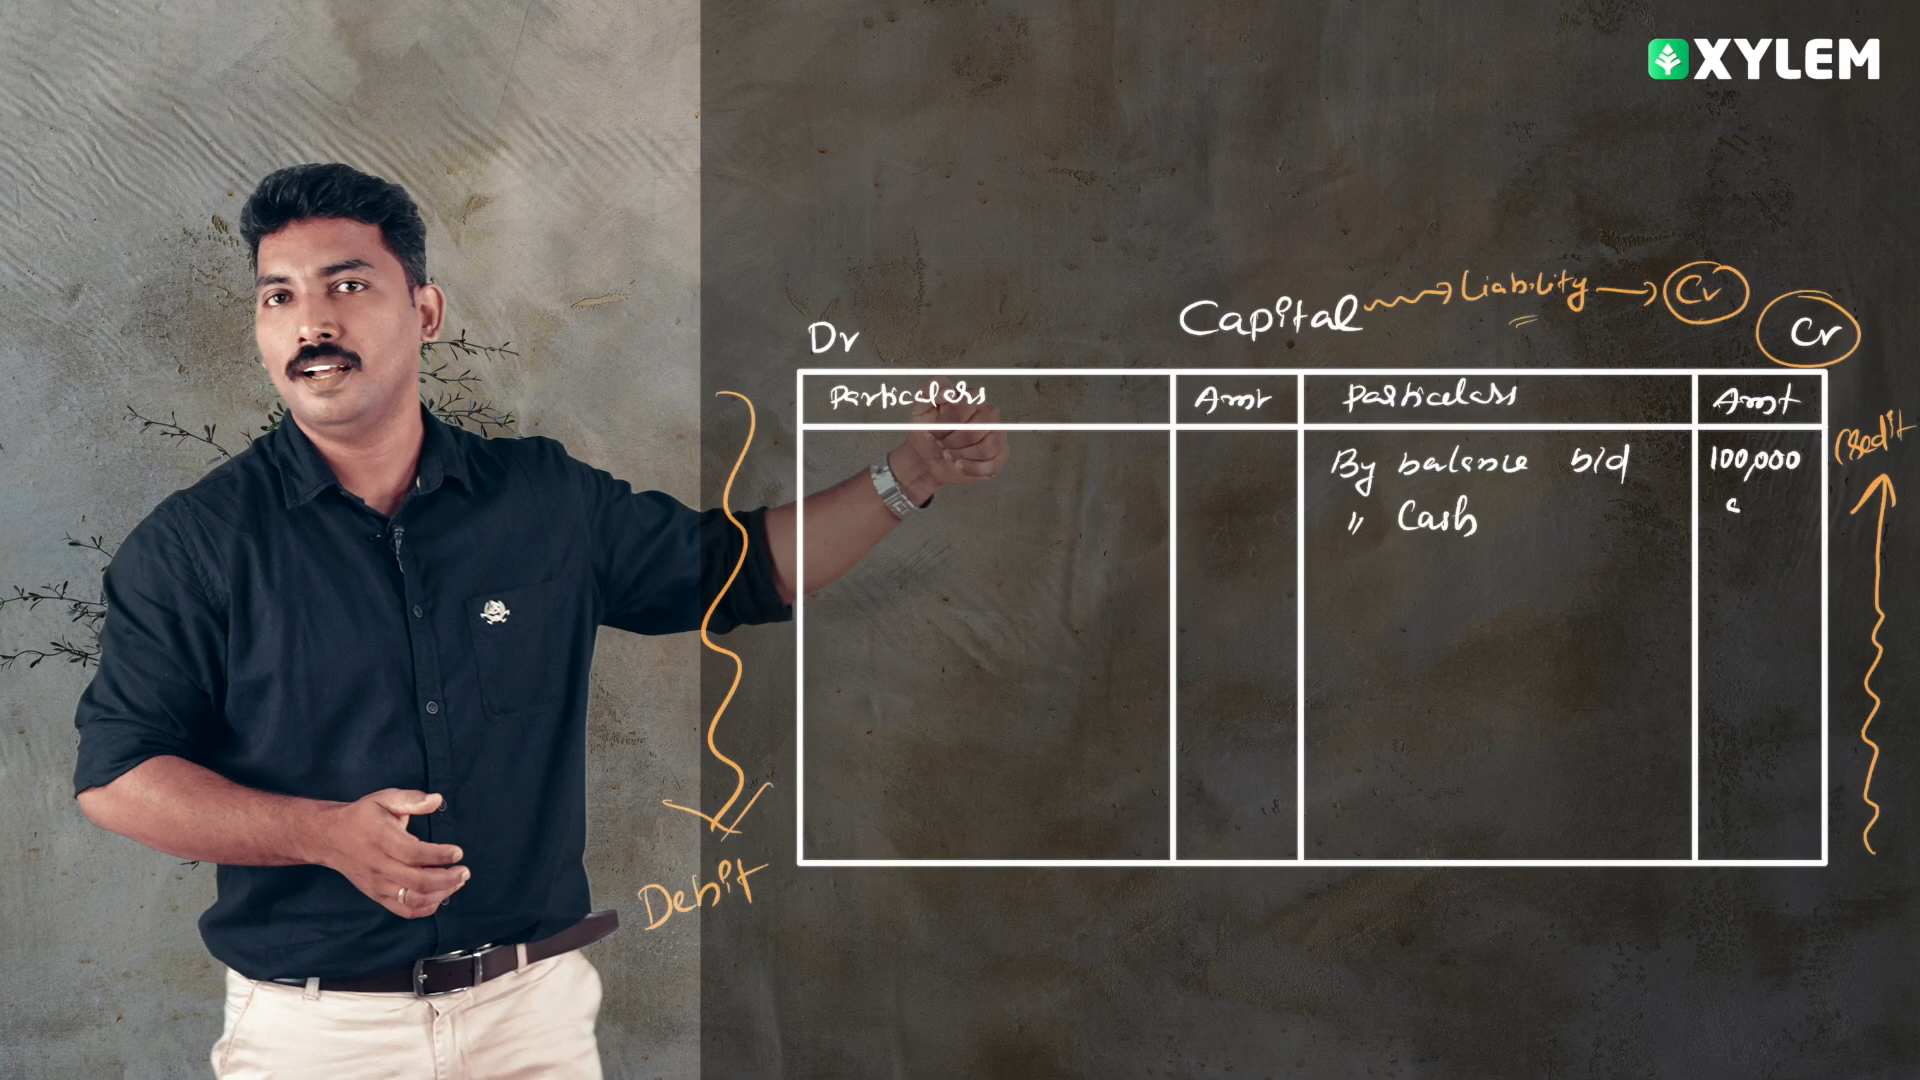 XYLEM
Capital Liability Cr
Dr Cr
Particulars Amt Particulars Amt
By balance b/d 100,000
" Cash
Credit
Debit